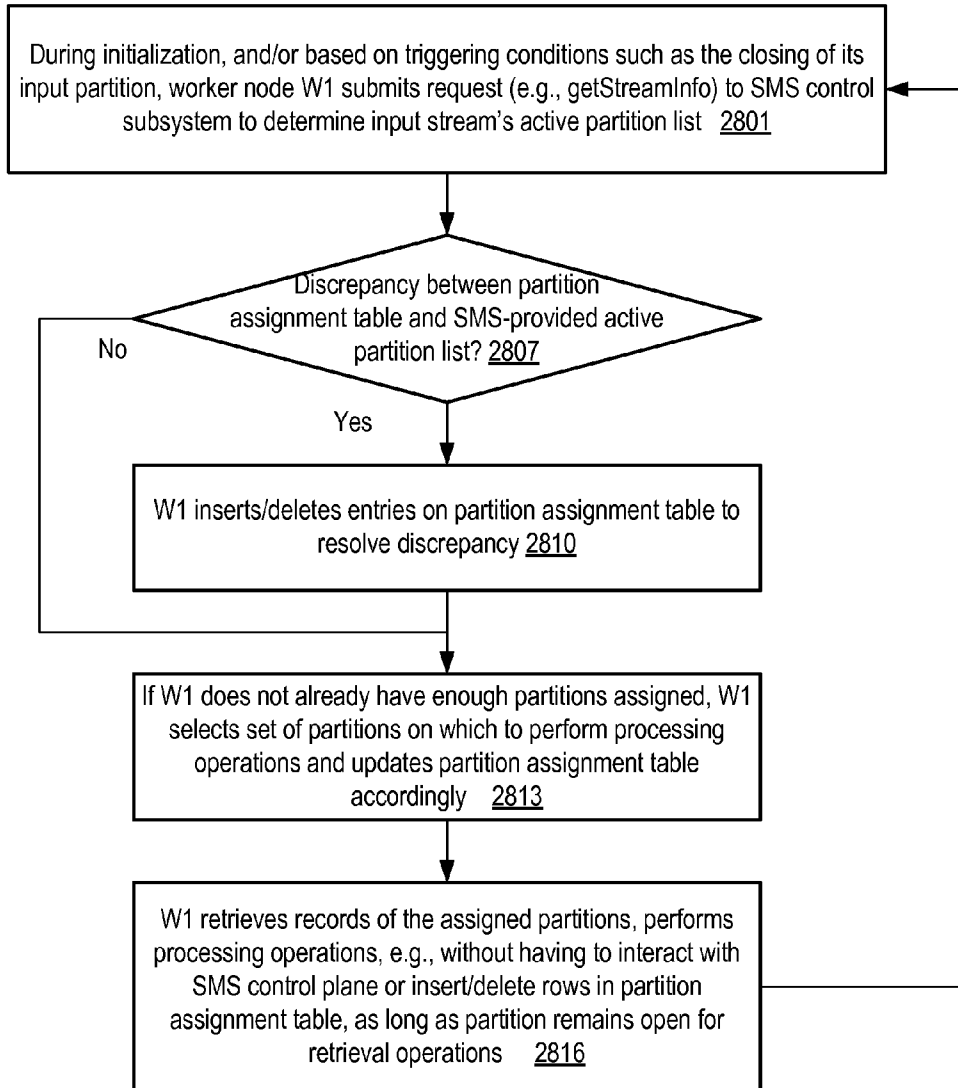 During initialization, and/or based on triggering conditions such as the closing of its
input partition, worker node W1 submits request (e.g., getStreamInfo) to SMS control
subsystem to determine input stream's active partition list 2801
Discrepancy between partition
assignment table and SMS-provided active
partition list? 2807
No
Yes
W1 inserts/deletes entries on partition assignment table to
resolve discrepancy 2810
If W1 does not already have enough partitions assigned, W1
selects set of partitions on which to perform processing
operations and updates partition assignment table
accordingly 2813
W1 retrieves records of the assigned partitions, performs
processing operations, e.g., without having to interact with
SMS control plane or insert/delete rows in partition
assignment table, as long as partition remains open for
retrieval operations 2816